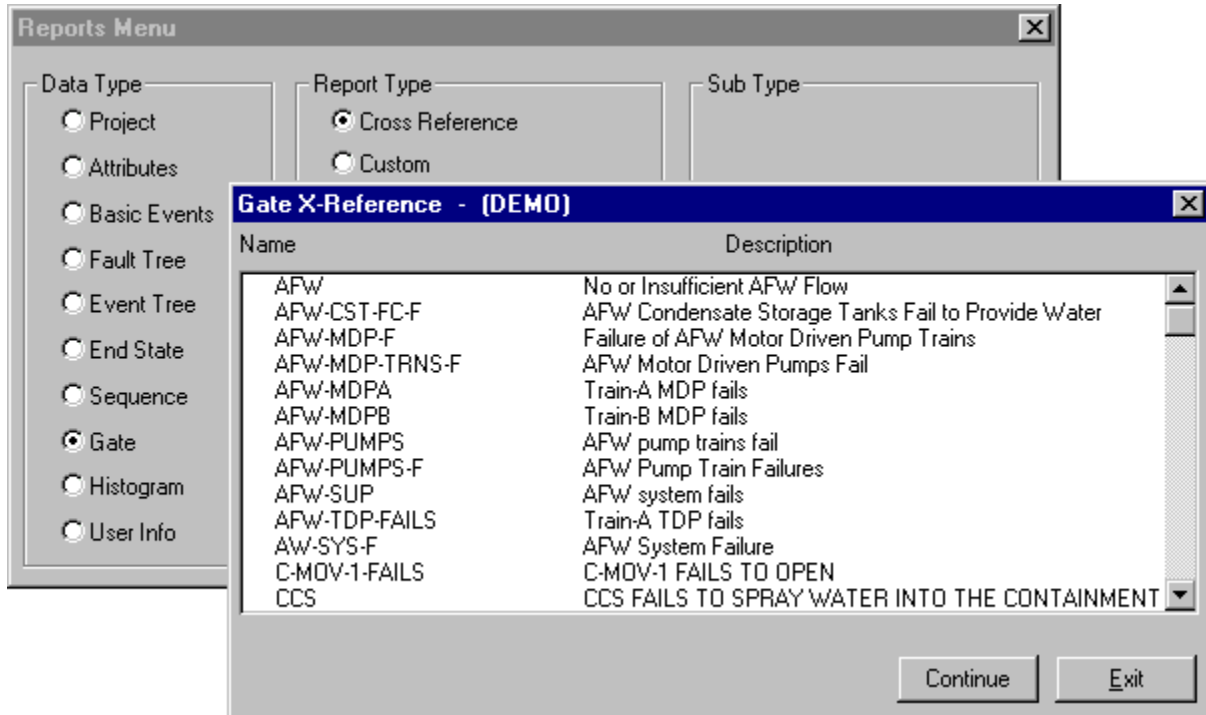 Reports Menu
Data Type
Project
Attributes
Basic Events
Fault Tree
Event Tree
End State
Sequence
Gate
Histogram
User Info
Report Type
Cross Reference
Custom
Sub Type
Gate X-Reference - (DEMO)
Name Description
AFW No or Insufficient AFW Flow
AFW-CST-FC-F AFW Condensate Storage Tanks Fail to Provide Water
AFW-MDP-F Failure of AFW Motor Driven Pump Trains
AFW-MDP-TRNS-F AFW Motor Driven Pumps Fail
AFW-MDPA Train-A MDP fails
AFW-MDPB Train-B MDP fails
AFW-PUMPS AFW pump trains fail
AFW-PUMPS-F AFW Pump Train Failures
AFW-SUP AFW system fails
AFW-TDP-FAILS Train-A TDP fails
AW-SYS-F AFW System Failure
C-MOV-1-FAILS C-MOV-1 FAILS TO OPEN
CCS CCS FAILS TO SPRAY WATER INTO THE CONTAINMENT
Continue Exit